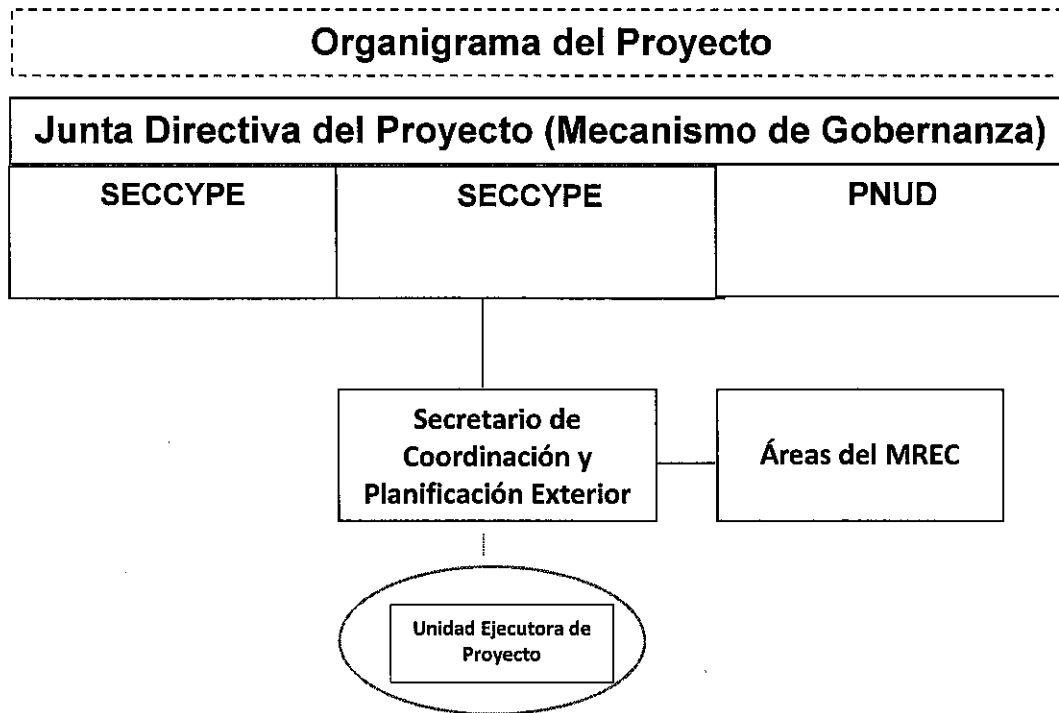 Organigrama del Proyecto
Junta Directiva del Proyecto (Mecanismo de Gobernanza)
SECCYPE
SECCYPE
PNUD
Secretario de
Coordinación y
Planificación Exterior
Áreas del MREC
Unidad Ejecutora de
Proyecto